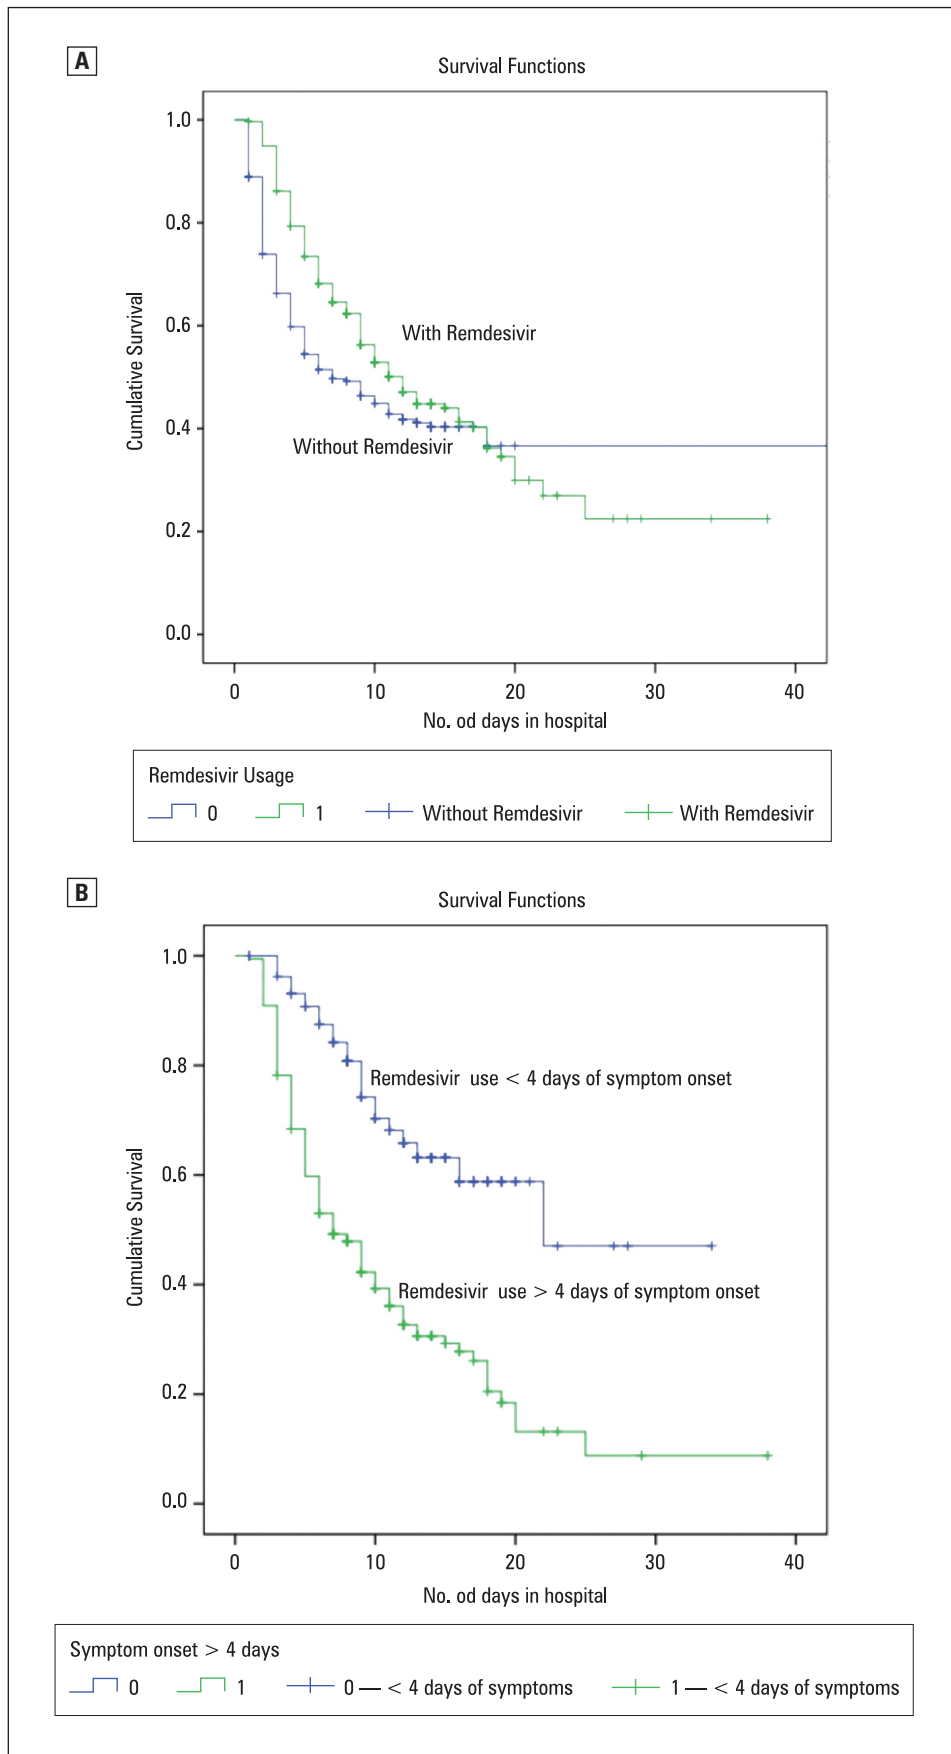 A
Survival Functions
1.0
0.8
0.6
0.4
0.2
0.0
Cumulative Survival
With Remdesivir
Without Remdesivir
0 10 20 30 40
No. od days in hospital
Remdesivir Usage
0 1 Without Remdesivir With Remdesivir
B
Survival Functions
1.0
0.8
0.6
0.4
0.2
0.0
Cumulative Survival
Remdesivir use < 4 days of symptom onset
Remdesivir use > 4 days of symptom onset
0 10 20 30 40
No. od days in hospital
Symptom onset > 4 days
0 1 0 — < 4 days of symptoms 1 — < 4 days of symptoms